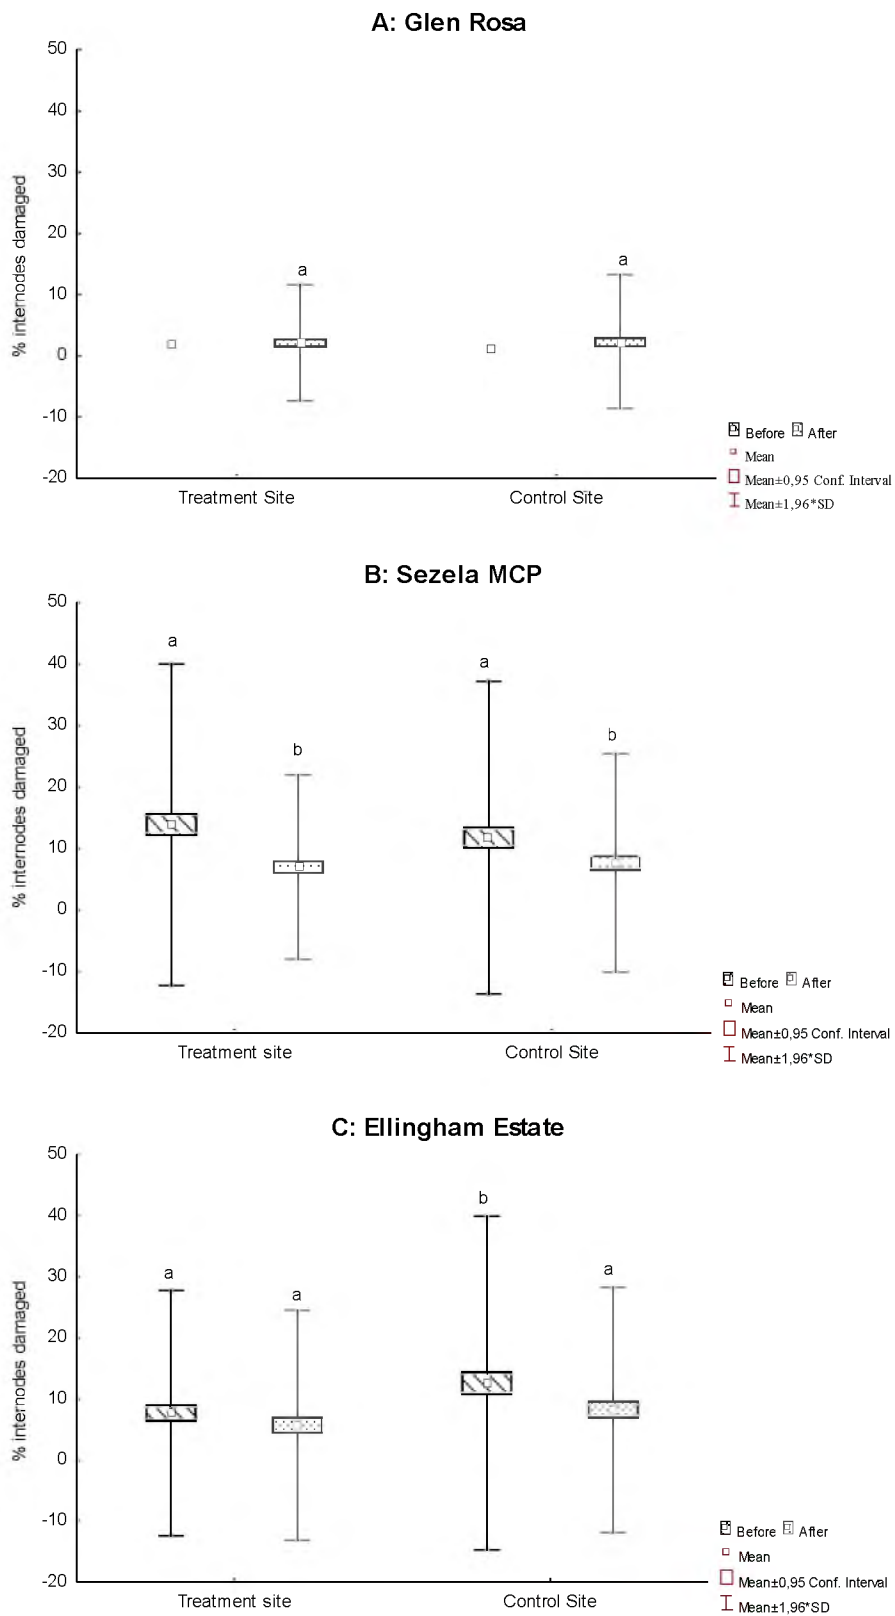 A: Glen Rosa
50
40
30
20
10
0
-10
-20
% internodes damaged
a
a
Treatment Site
Control Site
Before After
Mean
Mean±0,95 Conf. Interval
Mean±1,96*SD
B: Sezela MCP
50
40
30
20
10
0
-10
-20
% internodes damaged
a
b
a
b
Treatment site
Control Site
Before After
Mean
Mean±0,95 Conf. Interval
Mean±1,96*SD
C: Ellingham Estate
50
40
30
20
10
0
-10
-20
% internodes damaged
a
a
b
a
Treatment site
Control Site
Before After
Mean
Mean±0,95 Conf. Interval
Mean±1,96*SD